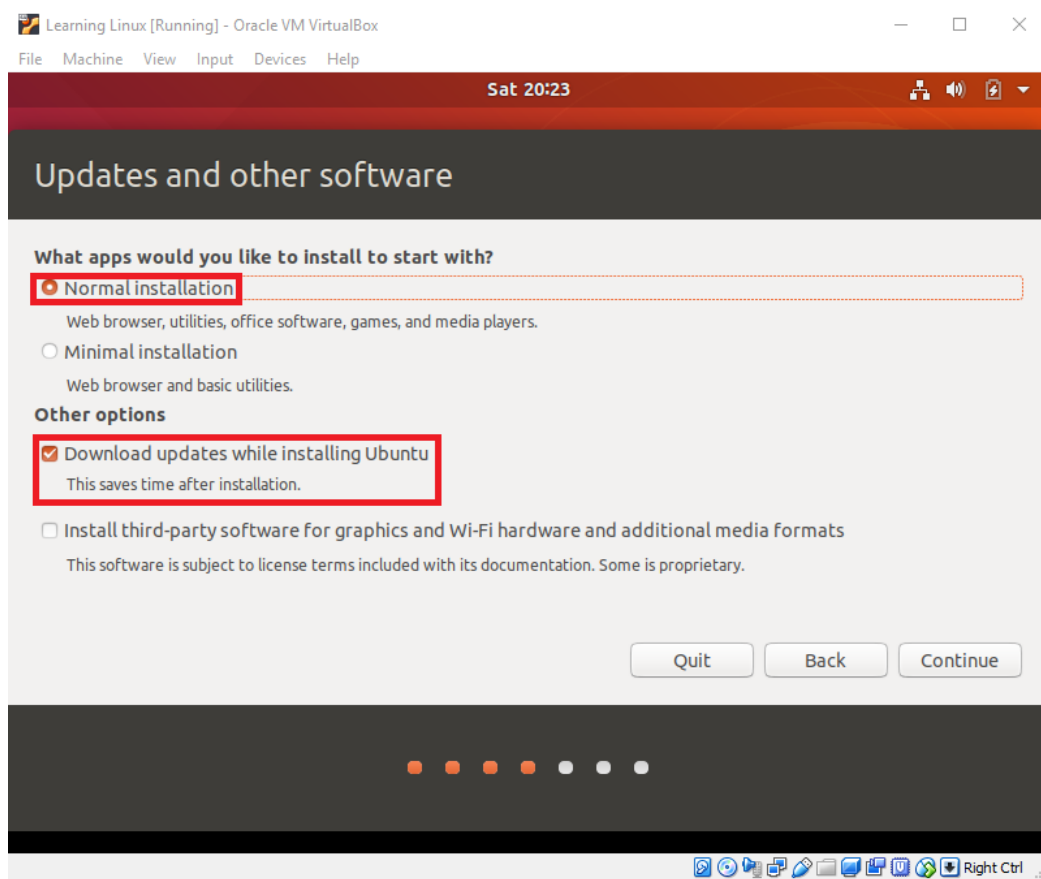 Learning Linux [Running] - Oracle VM VirtualBox
File Machine View Input Devices Help
Sat 20:23
Updates and other software
What apps would you like to install to start with?
Normal installation
Web browser, utilities, office software, games, and media players.
Minimal installation
Web browser and basic utilities.
Other options
Download updates while installing Ubuntu
This saves time after installation.
Install third-party software for graphics and Wi-Fi hardware and additional media formats
This software is subject to license terms included with its documentation. Some is proprietary.
Quit Back Continue
Right Ctrl